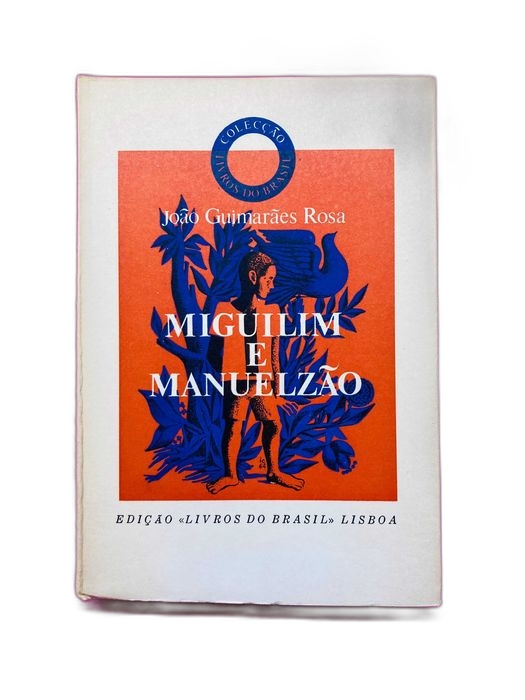 COLECÇÃO
LIVROS DO BRASIL
João Guimarães Rosa
MIGUILIM
E
MANUELZÃO
EDIÇÃO «LIVROS DO BRASIL» LISBOA